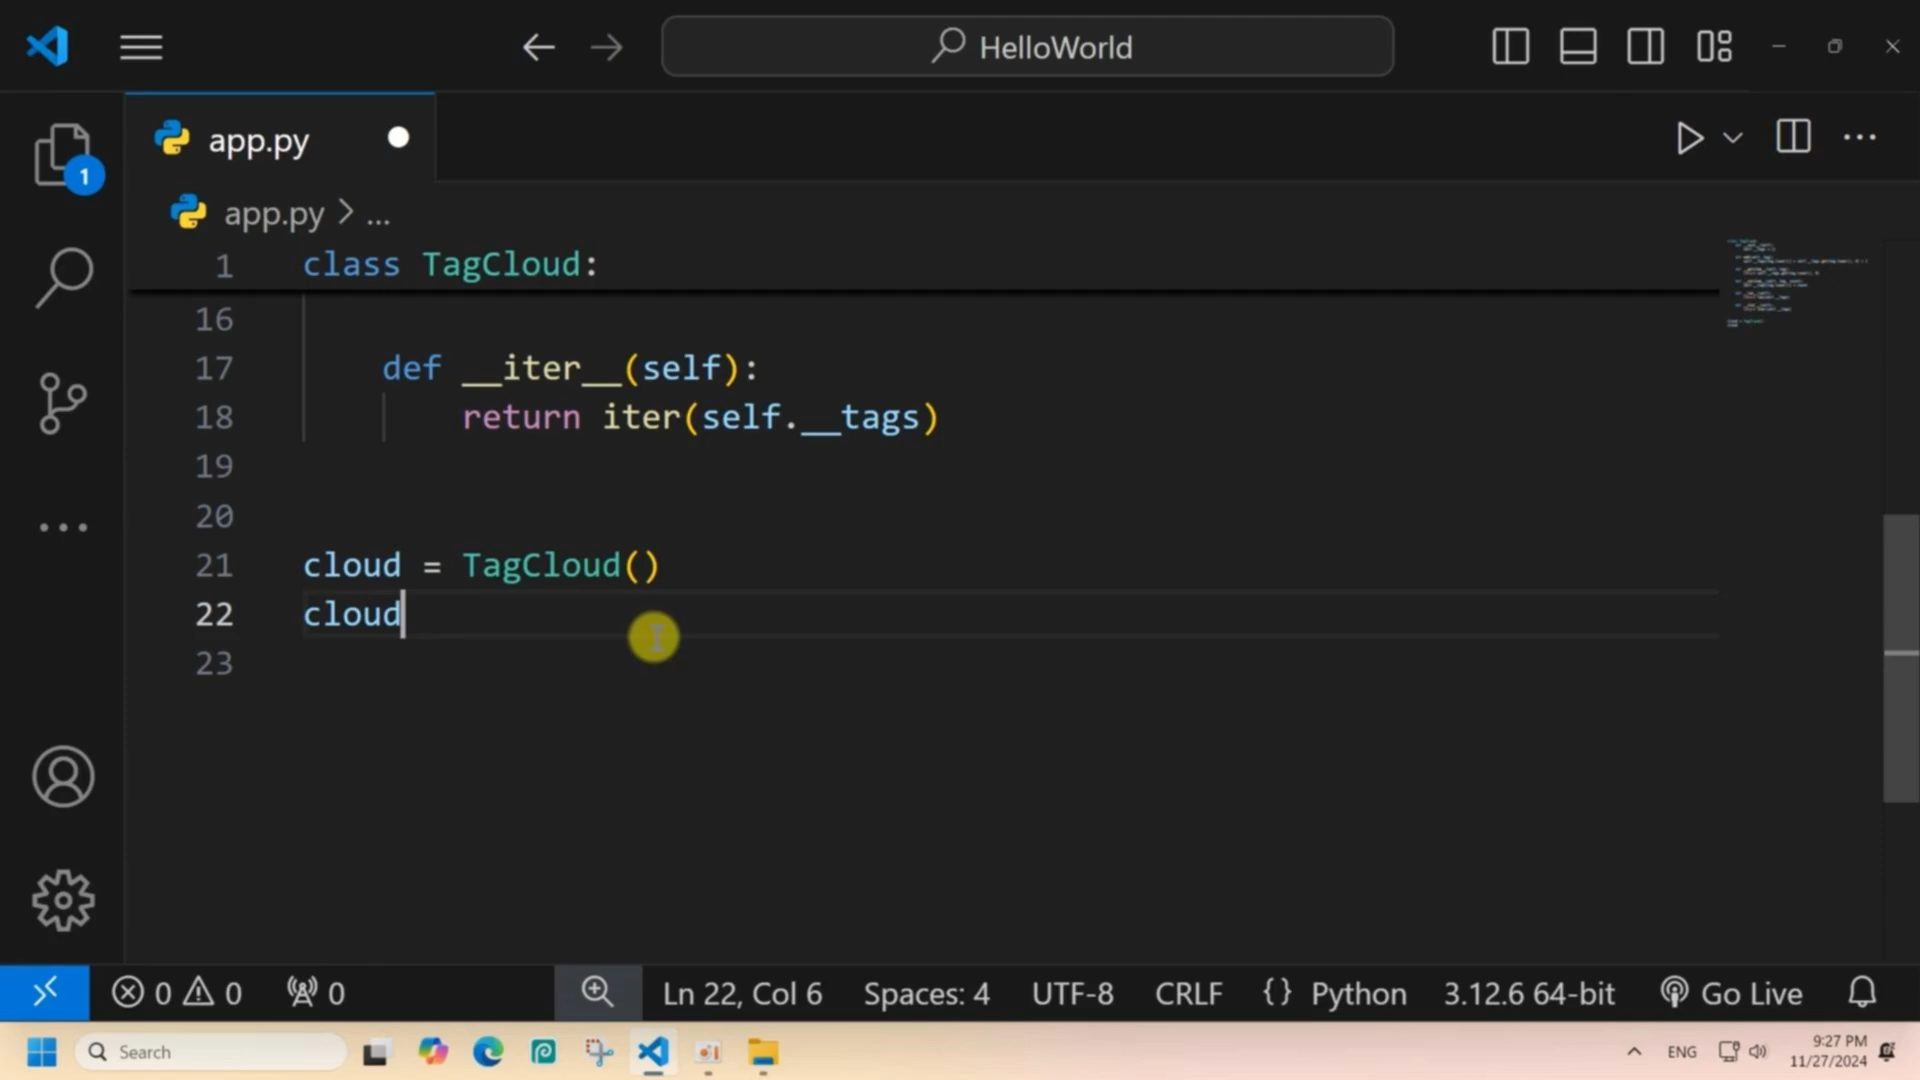 HelloWorld
app.py
app.py > ...
1 class TagCloud:
16
17 def __iter__(self):
18 return iter(self.__tags)
19
20
21 cloud = TagCloud()
22 cloud
23
1
0 0 0 Ln 22, Col 6 Spaces: 4 UTF-8 CRLF {} Python 3.12.6 64-bit Go Live
Search ENG 9:27 PM
11/27/2024